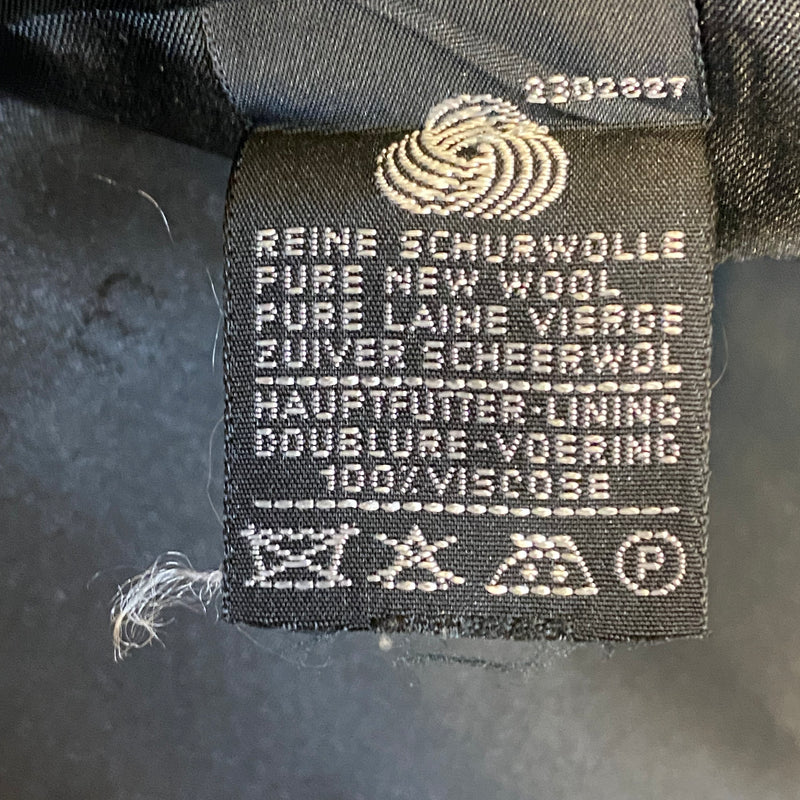 2302827
REINE SCHURWOLLE
PURE NEW WOOL
PURE LAINE VIERGE
ZUIVER SCHEERWOL
HAUPTFUTTER-LINING
DOUBLURE-VOERING
100% VISCOSE
P